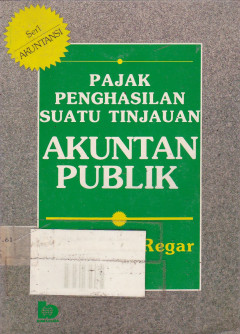 Seri
AKUNTANSI
PAJAK
PENGHASILAN
SUATU TINJAUAN
AKUNTAN
PUBLIK
Regar